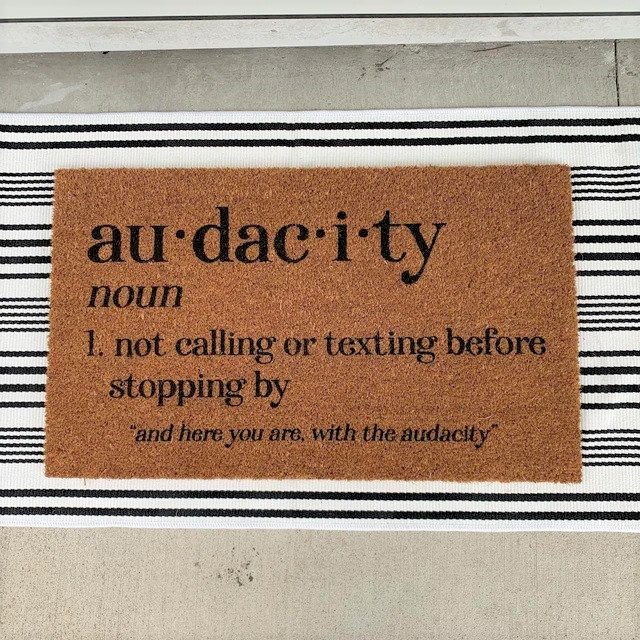 au·dac·i·ty
noun
1. not calling or texting before
stopping by
"and here you are, with the audacity"